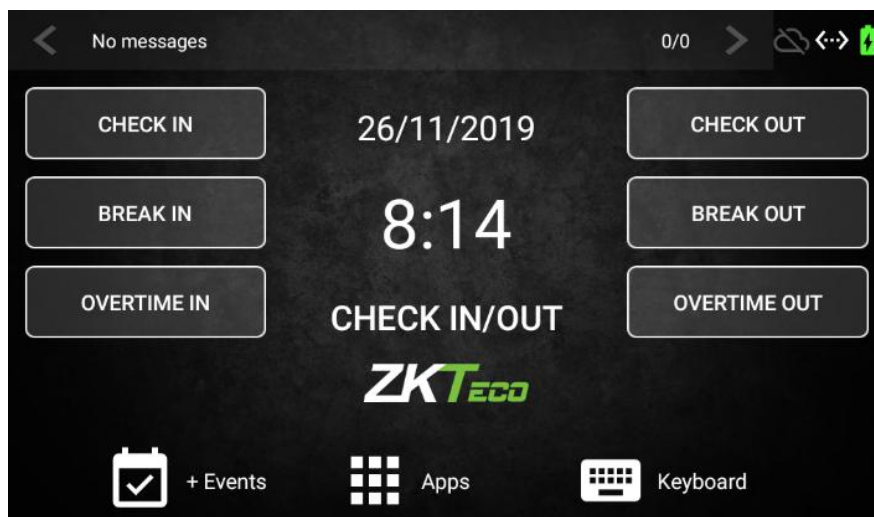 No messages 0/0
CHECK IN 26/11/2019 CHECK OUT
BREAK IN 8:14 BREAK OUT
OVERTIME IN CHECK IN/OUT OVERTIME OUT
ZKTECO
+ Events Apps Keyboard